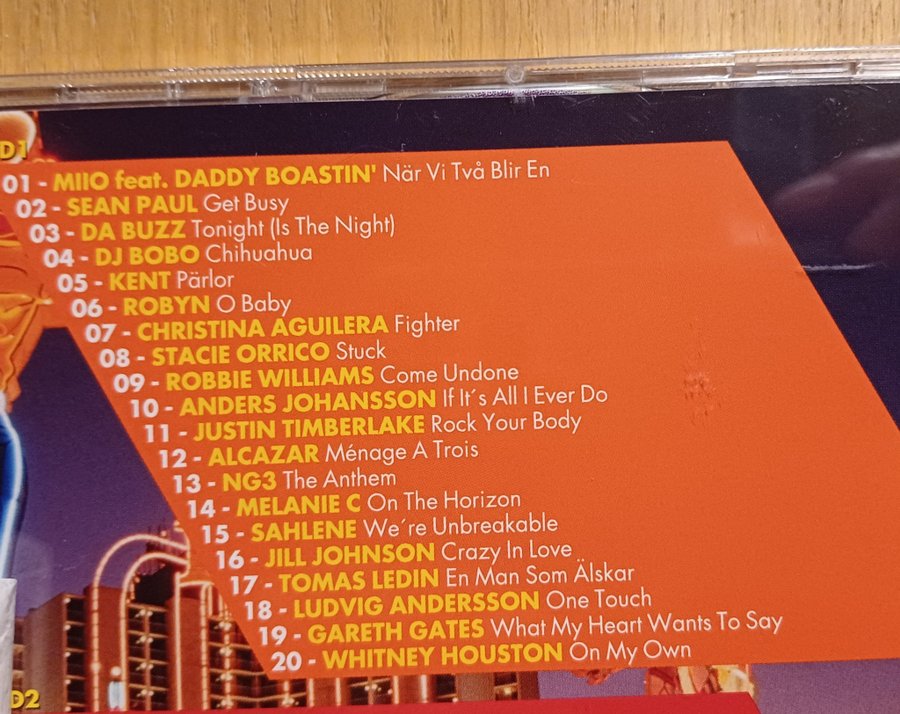 D1
01 - MIIO feat. DADDY BOASTIN' När Vi Två Blir En
02 - SEAN PAUL Get Busy
03 - DA BUZZ Tonight (Is The Night)
04 - DJ BOBO Chihuahua
05 - KENT Pärlor
06 - ROBYN O Baby
07 - CHRISTINA AGUILERA Fighter
08 - STACIE ORRICO Stuck
09 - ROBBIE WILLIAMS Come Undone
10 - ANDERS JOHANSSON If It´s All I Ever Do
11 - JUSTIN TIMBERLAKE Rock Your Body
12 - ALCAZAR Ménage A Trois
13 - NG3 The Anthem
14 - MELANIE C On The Horizon
15 - SAHLENE We´re Unbreakable
16 - JILL JOHNSON Crazy In Love
17 - TOMAS LEDIN En Man Som Älskar
18 - LUDVIG ANDERSSON One Touch
19 - GARETH GATES What My Heart Wants To Say
20 - WHITNEY HOUSTON On My Own
D2